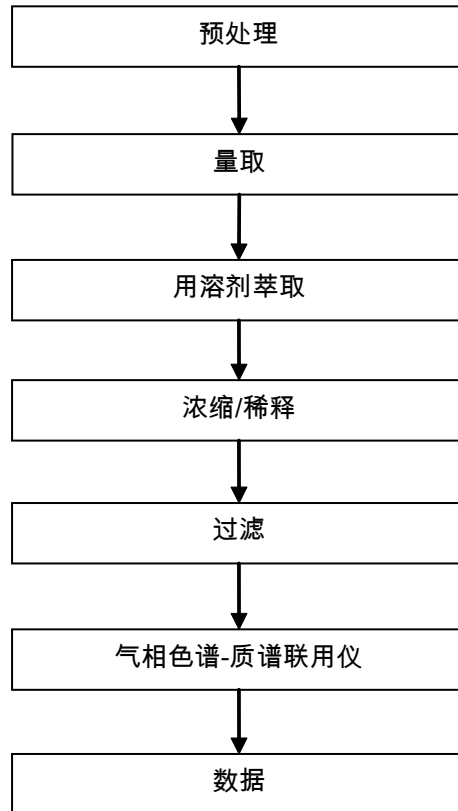 预处理
量取
用溶剂萃取
浓缩/稀释
过滤
气相色谱-质谱联用仪
数据